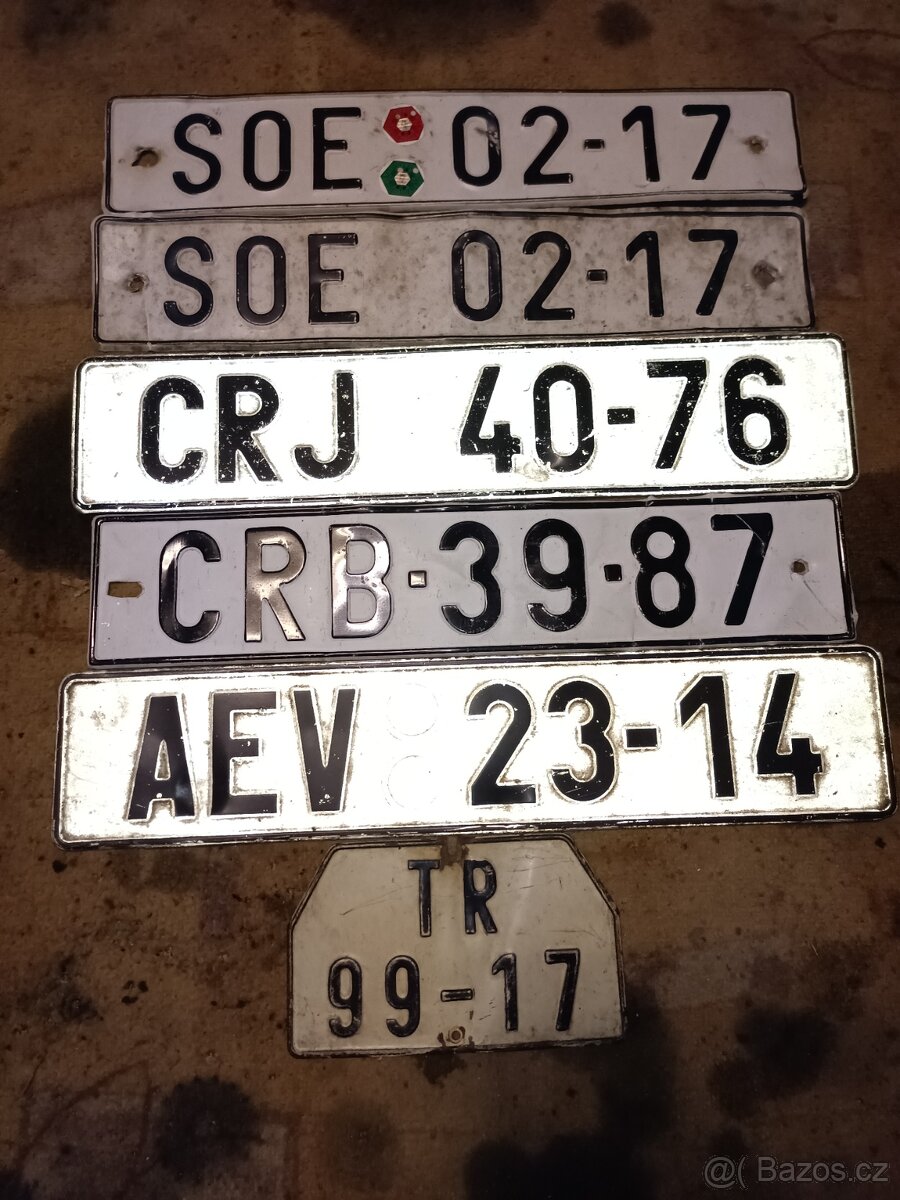 SOE 02-17
SOE 02-17
CRJ 40-76
CRB-39-87
AEV 23-14
TR
99-17
@( Bazos.cz